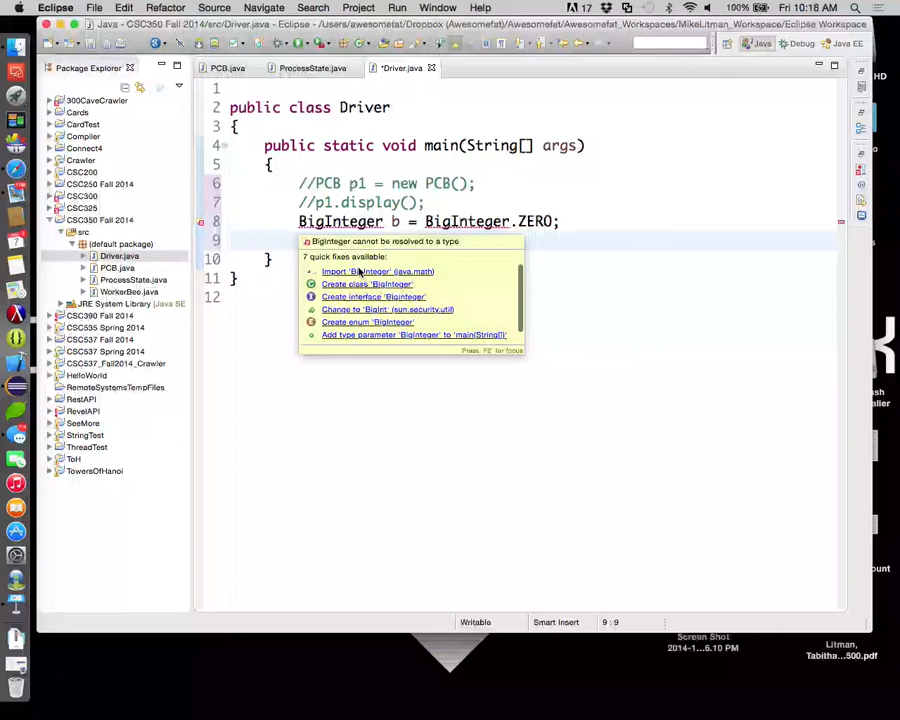 Eclipse File Edit Refactor Source Navigate Search Project Run Window Help 17 100% Fri 10:18 AM
CSC350 Fall 2014/src/Driver.java - Eclipse - /Users/awesomefat/Dropbox (Awesomefat)/Awesomefat_Workspaces/MikeLitman_Workspace/Eclipse Workspace
Java Debug Java EE
Package Explorer
PCB.java ProcessState.java *Driver.java
300CaveCrawler
Cards
CardTest
Compiler
Connect4
Crawler
CSC200
CSC250 Fall 2014
CSC300
CSC325
CSC350 Fall 2014
src
(default package)
Driver.java
PCB.java
ProcessState.java
WorkerBee.java
JRE System Library [JavaS
CSC390 Fall 2014
CSC535 Spring 2014
CSC537 Fall 2014
CSC537 Spring 2014
CSC537_Fall2014_Crawler
HelloWorld
RemoteSystemsTempFiles
RestAPI
RevelAPI
SeeMore
StringTest
ThreadTest
ToH
TowersOfHanoi
1
2 public class Driver
3 {
4 public static void main(String[] args)
5 {
6 //PCB p1 = new PCB();
7 //p1.display();
8 BigInteger b = BigInteger.ZERO;
9
10 }
11 }
12
BigInteger cannot be resolved to a type
7 quick fixes available:
Import 'BigInteger' (java.math)
Create class 'BigInteger'
Create interface 'BigInteger'
Change to 'BigInt' (sun.security.util)
Create enum 'BigInteger'
Add type parameter 'BigInteger' to 'main(String[])'
Press 'F2' for focus
Writable Smart Insert 9 : 9
HD
K
count
Screen Shot
2014-1...6.10 PM
Litman,
Tabitha...500.pdf